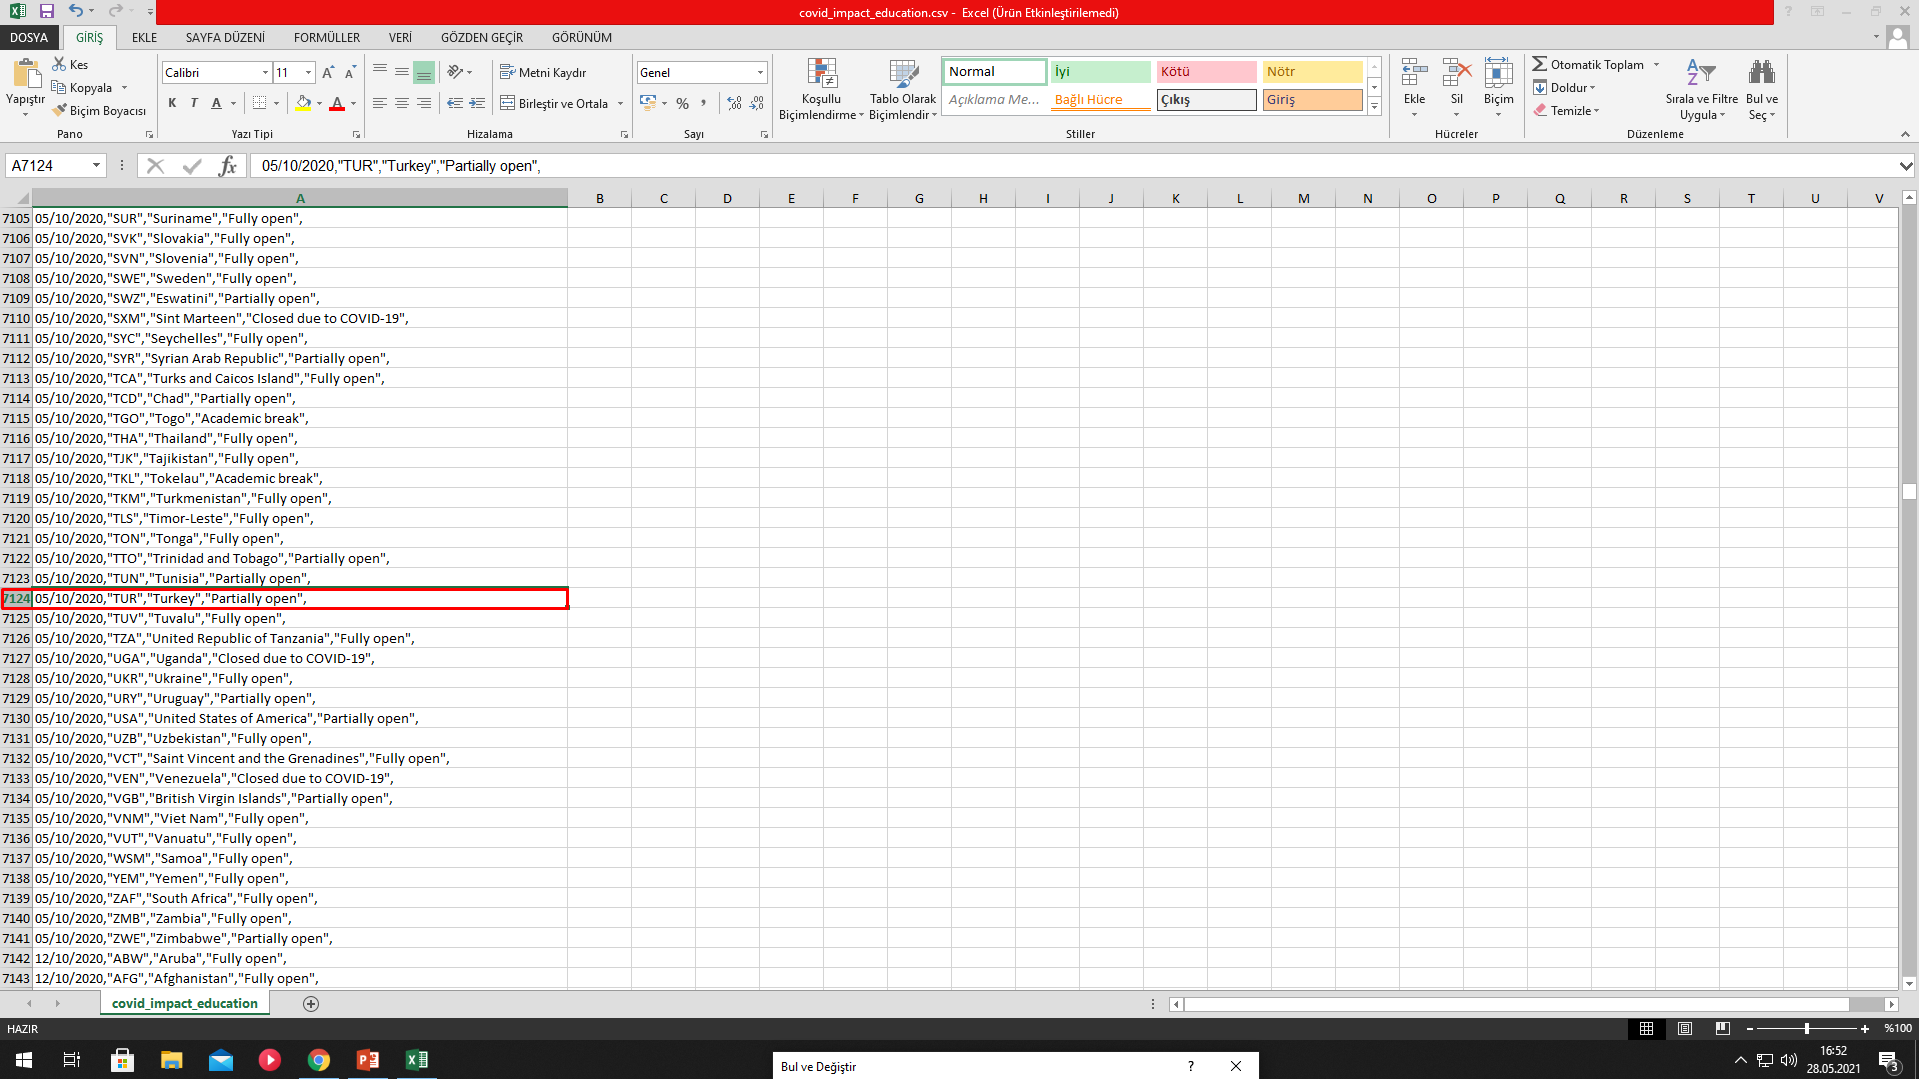 covid_impact_education.csv - Excel (Ürün Etkinleştirilemedi)
DOSYA GİRİŞ EKLE SAYFA DÜZENİ FORMÜLLER VERİ GÖZDEN GEÇİR GÖRÜNÜM
Yapıştır Kes Kopyala Biçim Boyacısı
Pano
Calibri 11
K T A
Yazı Tipi
Metni Kaydır
Birleştir ve Ortala
Hizalama
Genel
%
Sayı
Koşullu Biçimlendirme
Tablo Olarak Biçimlendir
Normal İyi Kötü Nötr
Açıklama Me... Bağlı Hücre Çıkış Giriş
Stiller
Ekle Sil Biçim
Hücreler
Otomatik Toplam
Doldur
Temizle
Sırala ve Filtre Uygula
Bul ve Seç
Düzenleme
A7124 fx 05/10/2020,"TUR","Turkey","Partially open",
A B C D E F G H I J K L M N O P Q R S T U V
7105 05/10/2020,"SUR","Suriname","Fully open",
7106 05/10/2020,"SVK","Slovakia","Fully open",
7107 05/10/2020,"SVN","Slovenia","Fully open",
7108 05/10/2020,"SWE","Sweden","Fully open",
7109 05/10/2020,"SWZ","Eswatini","Partially open",
7110 05/10/2020,"SXM","Sint Marteen","Closed due to COVID-19",
7111 05/10/2020,"SYC","Seychelles","Fully open",
7112 05/10/2020,"SYR","Syrian Arab Republic","Partially open",
7113 05/10/2020,"TCA","Turks and Caicos Island","Fully open",
7114 05/10/2020,"TCD","Chad","Partially open",
7115 05/10/2020,"TGO","Togo","Academic break",
7116 05/10/2020,"THA","Thailand","Fully open",
7117 05/10/2020,"TJK","Tajikistan","Fully open",
7118 05/10/2020,"TKL","Tokelau","Academic break",
7119 05/10/2020,"TKM","Turkmenistan","Fully open",
7120 05/10/2020,"TLS","Timor-Leste","Fully open",
7121 05/10/2020,"TON","Tonga","Fully open",
7122 05/10/2020,"TTO","Trinidad and Tobago","Partially open",
7123 05/10/2020,"TUN","Tunisia","Partially open",
7124 05/10/2020,"TUR","Turkey","Partially open",
7125 05/10/2020,"TUV","Tuvalu","Fully open",
7126 05/10/2020,"TZA","United Republic of Tanzania","Fully open",
7127 05/10/2020,"UGA","Uganda","Closed due to COVID-19",
7128 05/10/2020,"UKR","Ukraine","Fully open",
7129 05/10/2020,"URY","Uruguay","Partially open",
7130 05/10/2020,"USA","United States of America","Partially open",
7131 05/10/2020,"UZB","Uzbekistan","Fully open",
7132 05/10/2020,"VCT","Saint Vincent and the Grenadines","Fully open",
7133 05/10/2020,"VEN","Venezuela","Closed due to COVID-19",
7134 05/10/2020,"VGB","British Virgin Islands","Partially open",
7135 05/10/2020,"VNM","Viet Nam","Fully open",
7136 05/10/2020,"VUT","Vanuatu","Fully open",
7137 05/10/2020,"WSM","Samoa","Fully open",
7138 05/10/2020,"YEM","Yemen","Fully open",
7139 05/10/2020,"ZAF","South Africa","Fully open",
7140 05/10/2020,"ZMB","Zambia","Fully open",
7141 05/10/2020,"ZWE","Zimbabwe","Partially open",
7142 12/10/2020,"ABW","Aruba","Fully open",
7143 12/10/2020,"AFG","Afghanistan","Fully open",
covid_impact_education
HAZIR %100
Bul ve Değiştir ?
16:52
28.05.2021
3